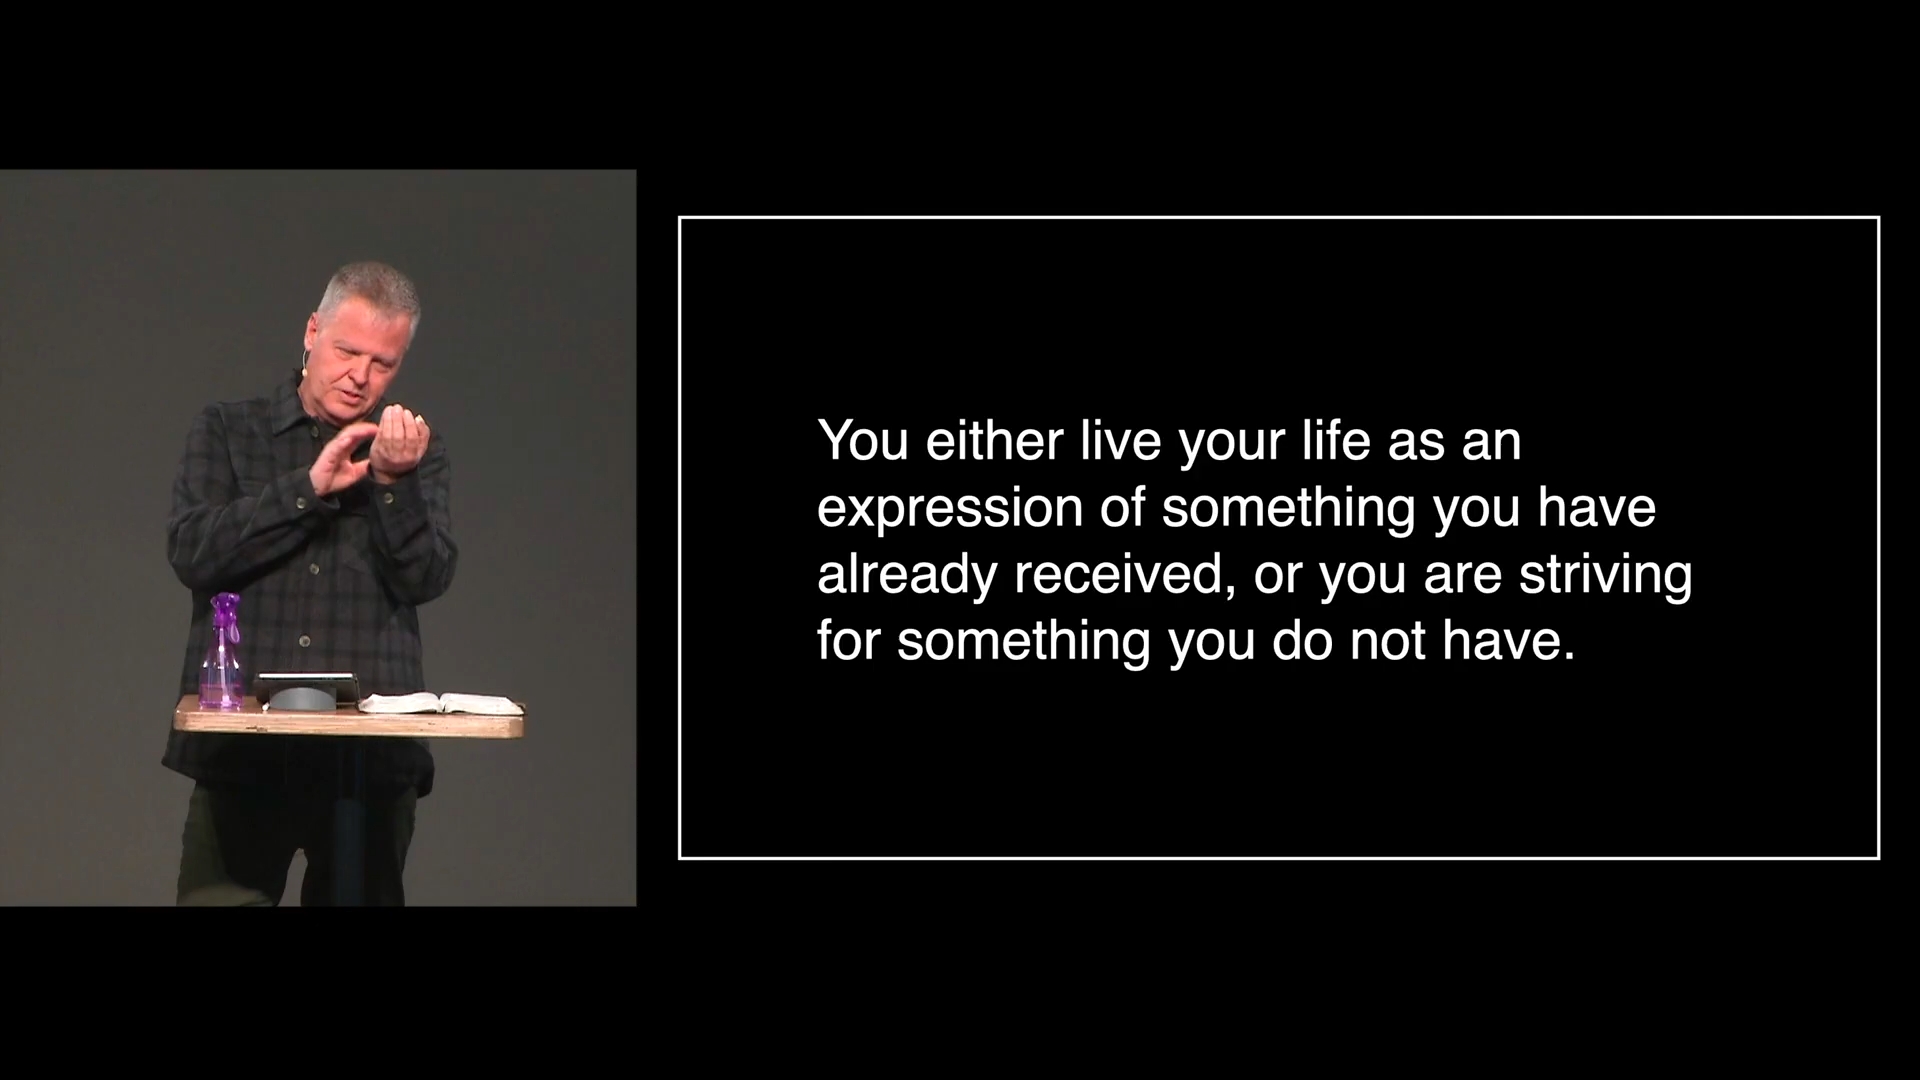 You either live your life as an
expression of something you have
already received, or you are striving
for something you do not have.